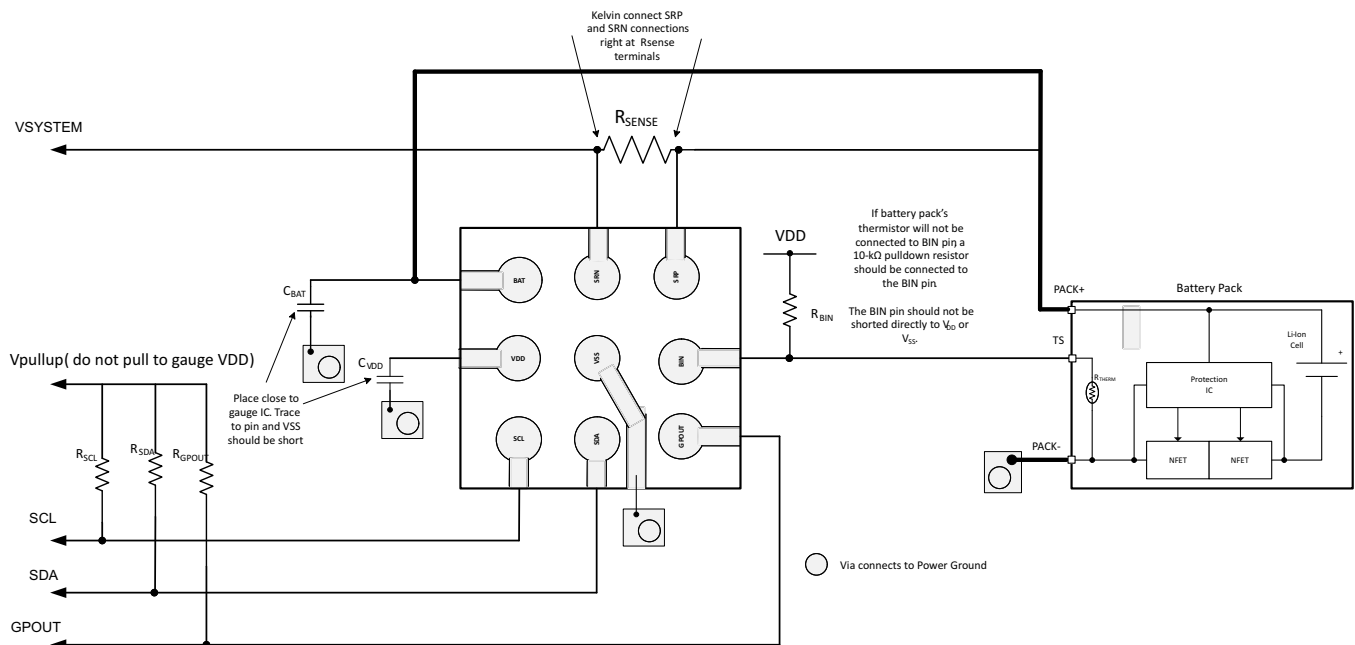 Kelvin connect SRP
and SRN connections
right at Rsense
terminals
VSYSTEM
RSENSE
If battery pack's
thermistor will not be
connected to BIN pin, a
10-kΩ pulldown resistor
should be connected to
the BIN pin.
The BIN pin should not be
shorted directly to VDD or
VSS.
VDD
RBIN
BAT
SRN
SRP
VDD
VSS
BIN
SCL
SDA
GPOUT
CBAT
CVDD
Place close to
gauge IC. Trace
to pin and VSS
should be short
Vpullup( do not pull to gauge VDD)
RSCL
RSDA
RGPOUT
SCL
SDA
GPOUT
PACK+
Battery Pack
TS
Li-Ion
Cell
+
RTHERM
Protection
IC
PACK-
NFET
NFET
Via connects to Power Ground